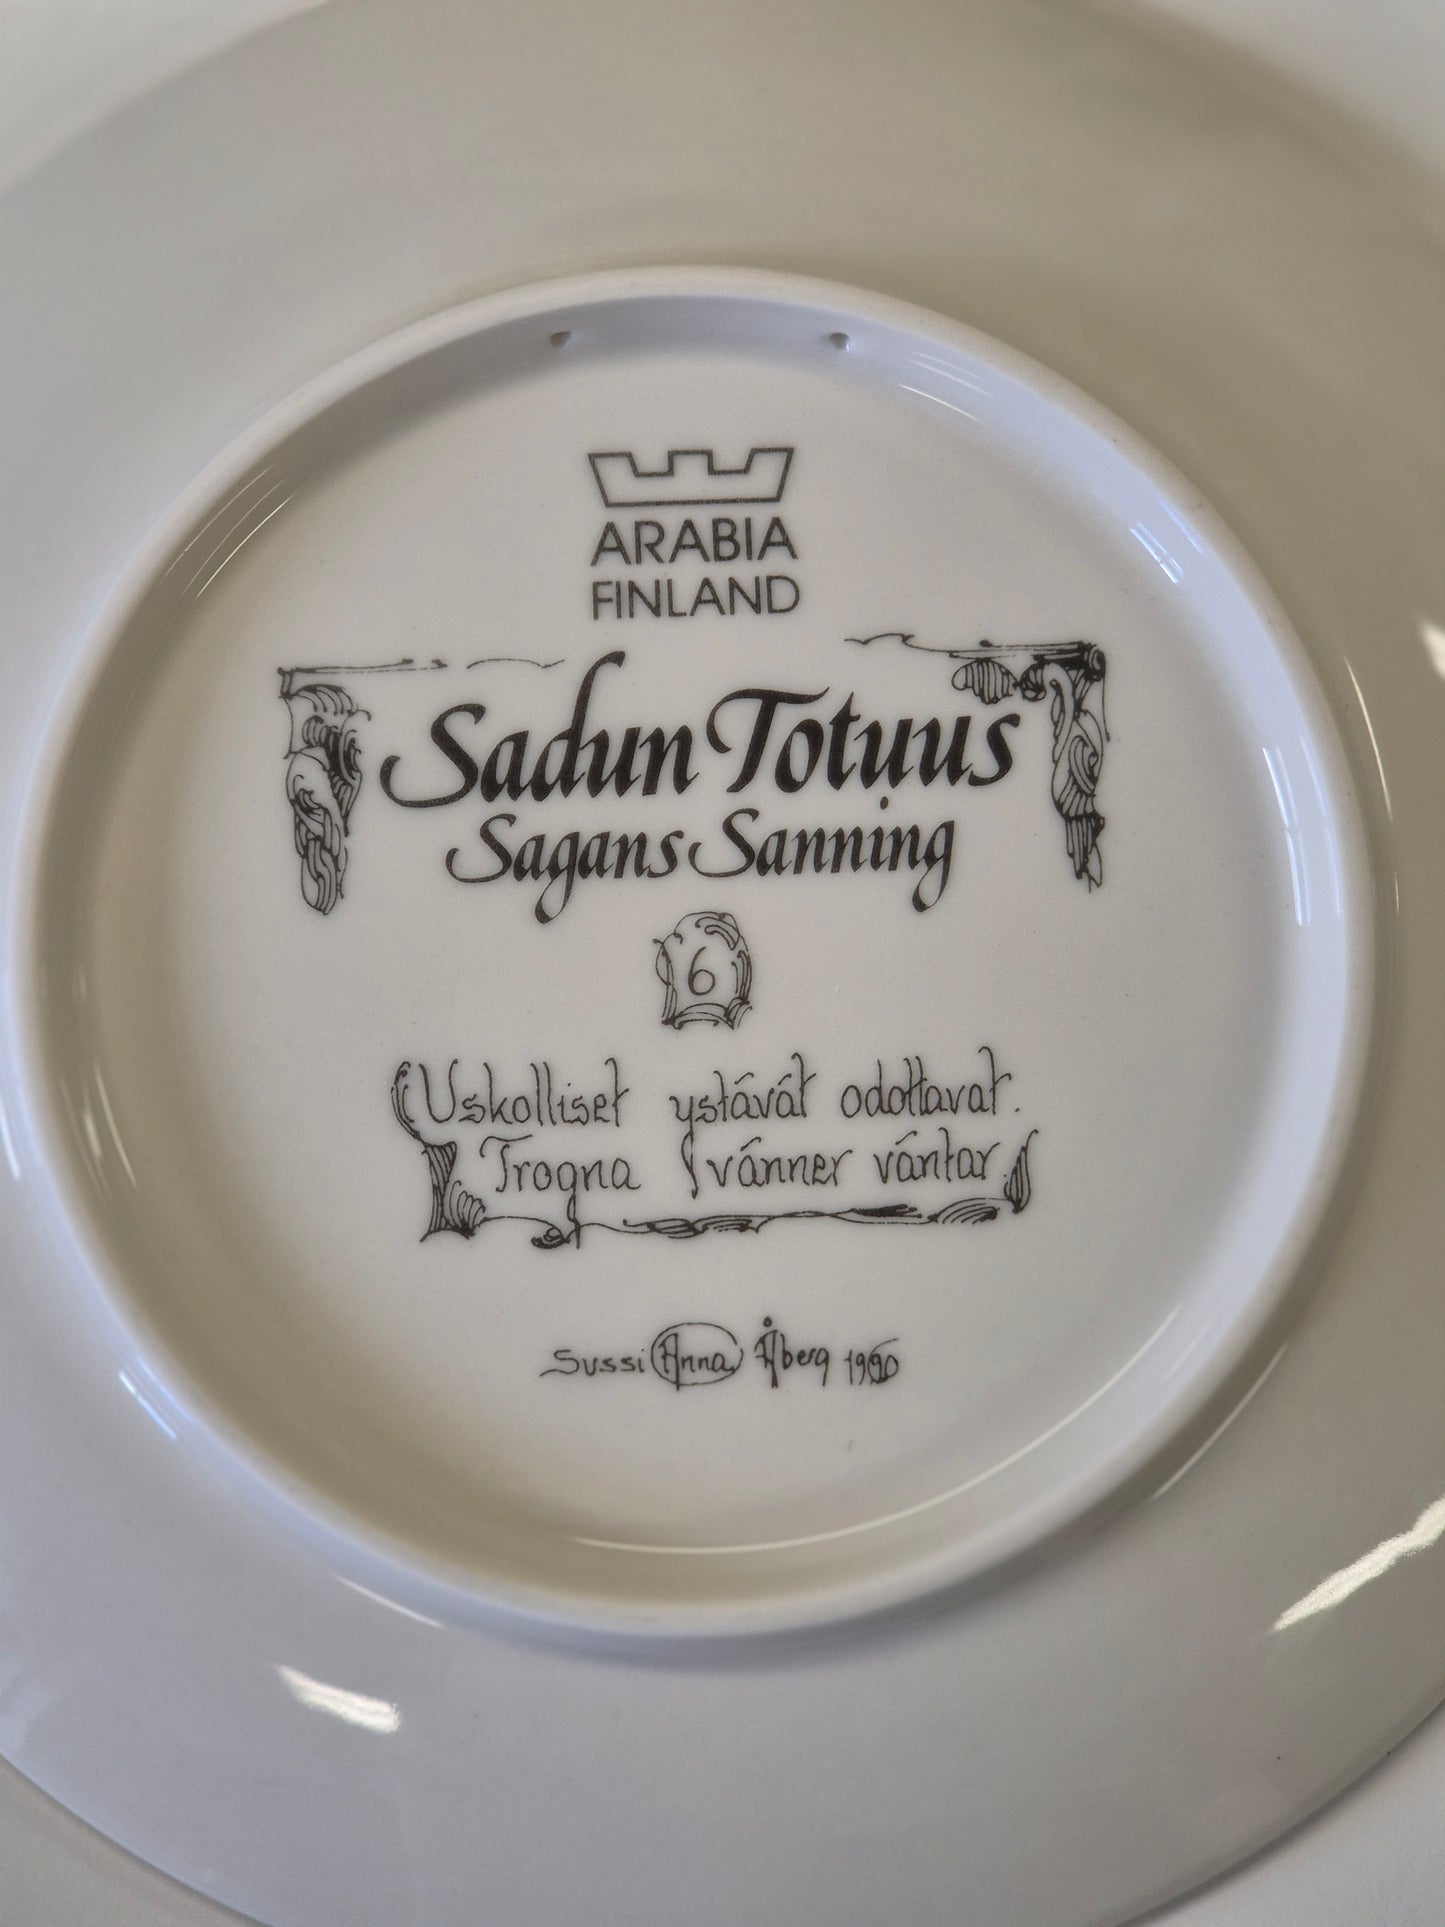 ARABIA
FINLAND
Sadun Totuus
Sagans Sanning
6
Uskolliset ystävät odottavat.
Trogna vänner väntar.
Sussi Anna Åberg 1990